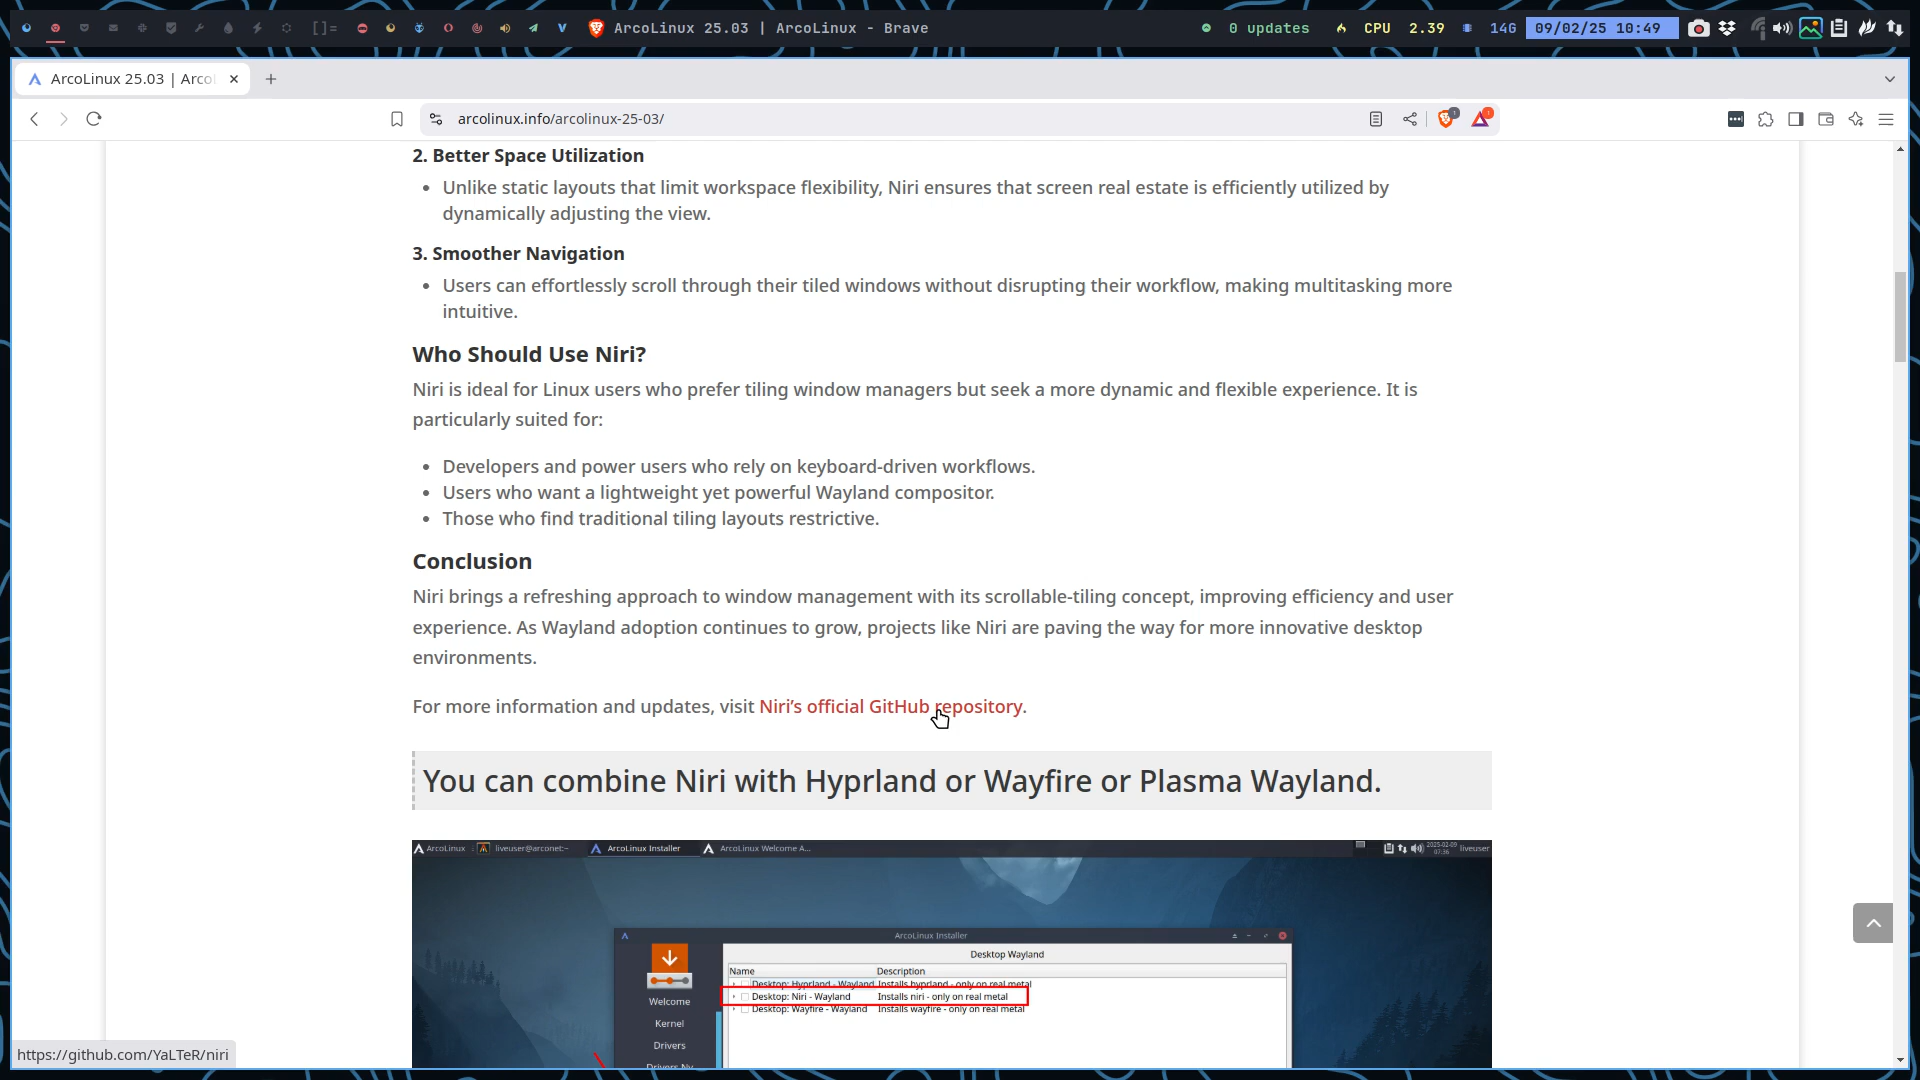 []= ArcoLinux 25.03 | ArcoLinux - Brave 0 updates CPU 2.39 14G 09/02/25 10:49
ArcoLinux 25.03 | Arco
arcolinux.info/arcolinux-25-03/
2. Better Space Utilization
• Unlike static layouts that limit workspace flexibility, Niri ensures that screen real estate is efficiently utilized by
dynamically adjusting the view.
3. Smoother Navigation
• Users can effortlessly scroll through their tiled windows without disrupting their workflow, making multitasking more
intuitive.
Who Should Use Niri?
Niri is ideal for Linux users who prefer tiling window managers but seek a more dynamic and flexible experience. It is
particularly suited for:
• Developers and power users who rely on keyboard-driven workflows.
• Users who want a lightweight yet powerful Wayland compositor.
• Those who find traditional tiling layouts restrictive.
Conclusion
Niri brings a refreshing approach to window management with its scrollable-tiling concept, improving efficiency and user
experience. As Wayland adoption continues to grow, projects like Niri are paving the way for more innovative desktop
environments.
For more information and updates, visit Niri’s official GitHub repository.
You can combine Niri with Hyprland or Wayfire or Plasma Wayland.
ArcoLinux liveuser@arconet:~ ArcoLinux Installer ArcoLinux Welcome A... 2025-02-09 liveuser
07:36
ArcoLinux Installer
Desktop Wayland
Name Description
Desktop: Hyprland - Wayland Installs hyprland - only on real metal
Desktop: Niri - Wayland Installs niri - only on real metal
Desktop: Wayfire - Wayland Installs wayfire - only on real metal
Welcome
Kernel
Drivers
Drivers Nv
https://github.com/YaLTeR/niri